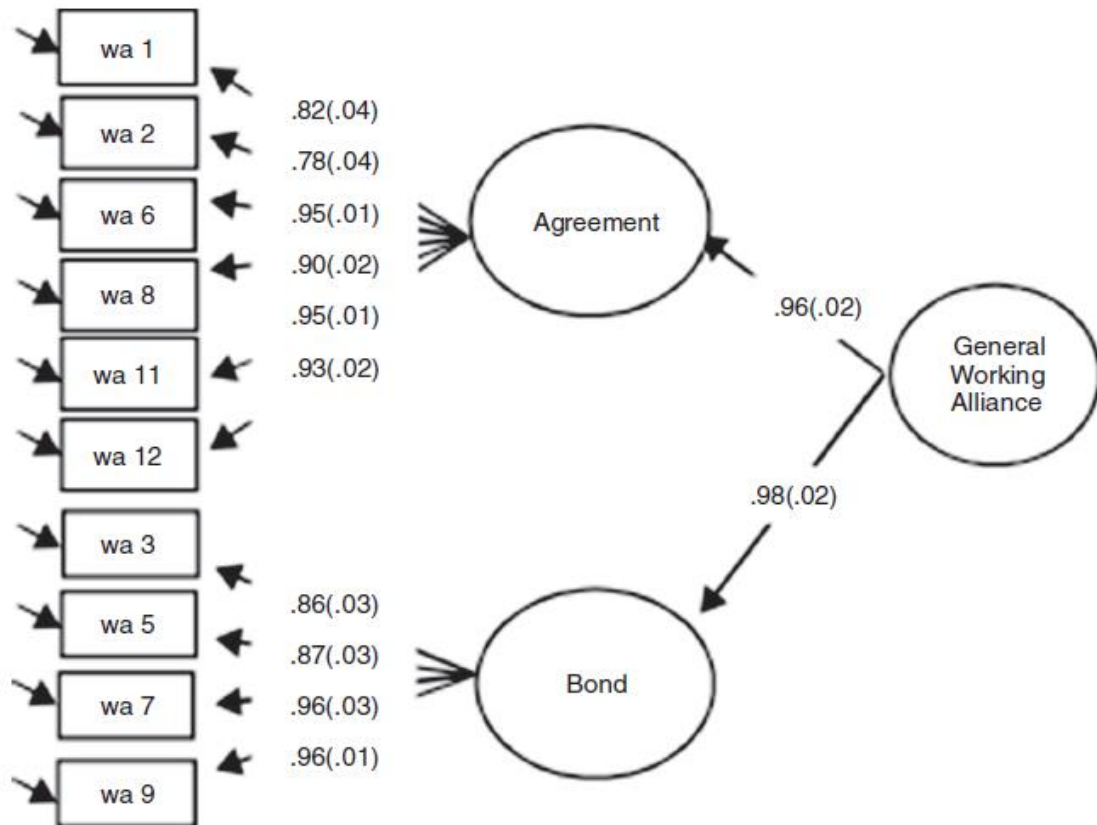 wa 1
wa 2
wa 6
wa 8
wa 11
wa 12
wa 3
wa 5
wa 7
wa 9
.82(.04)
.78(.04)
.95(.01)
.90(.02)
.95(.01)
.93(.02)
.86(.03)
.87(.03)
.96(.03)
.96(.01)
Agreement
Bond
.96(.02)
.98(.02)
General
Working
Alliance